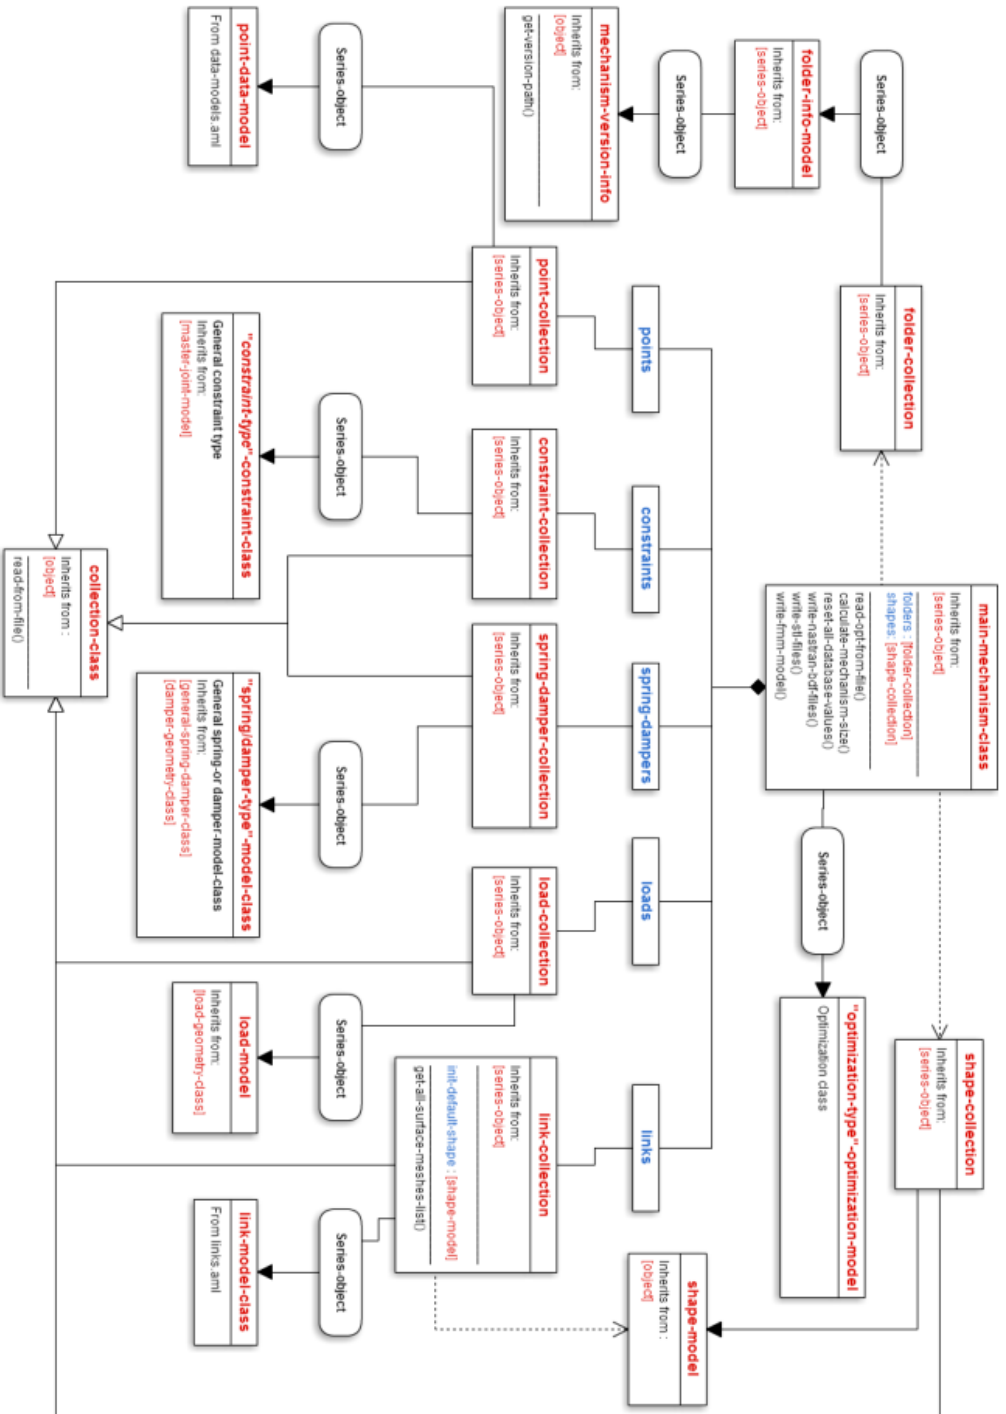 main-mechanism-class
Inherits from:
[series-object]
folders : [folder-collection]
shapes: [shape-collection]
read-opt-from-file()
calculate-mechanism-size()
reset-all-database-values()
write-nastran-bdf-files()
write-stl-files()
write-fmm-model()
folder-collection
Inherits from:
[series-object]
Series-object
folder-info-model
Inherits from:
[series-object]
Series-object
mechanism-version-info
Inherits from:
[object]
get-version-path()
shape-collection
Inherits from:
[series-object]
Series-object
"optimization-type"-optimization-model
Optimization class
shape-model
Inherits from :
[object]
points
constraints
spring-dampers
loads
links
point-collection
Inherits from:
[series-object]
constraint-collection
Inherits from:
[series-object]
spring-damper-collection
Inherits from:
[series-object]
load-collection
Inherits from:
[series-object]
link-collection
Inherits from:
[series-object]
init-default-shape : [shape-model]
get-all-surface-meshes-list()
Series-object
Series-object
Series-object
Series-object
Series-object
point-data-model
From data-models.aml
"constraint-type"-constraint-class
General constraint type
Inherits from:
[master-joint-model]
"spring/damper-type"-model-class
General spring-or damper-model-class
Inherits from:
[general-spring-damper-class]
[damper-geometry-class]
load-model
Inherits from:
[load-geometry-class]
link-model-class
From links.aml
collection-class
Inherits from :
[object]
read-from-file()